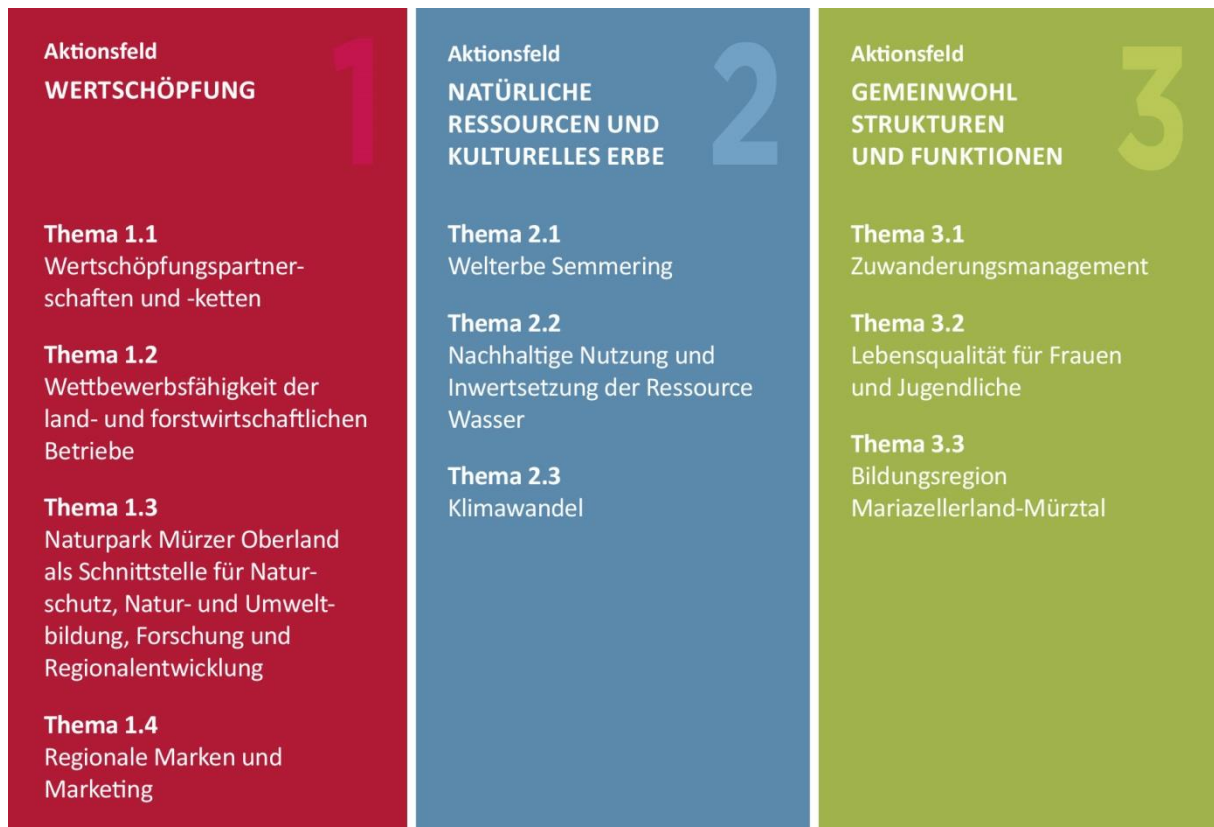 Aktionsfeld
1
WERTSCHÖPFUNG
Thema 1.1
Wertschöpfungspartner-
schaften und -ketten
Thema 1.2
Wettbewerbsfähigkeit der
land- und forstwirtschaftlichen
Betriebe
Thema 1.3
Naturpark Mürzer Oberland
als Schnittstelle für Natur-
schutz, Natur- und Umwelt-
bildung, Forschung und
Regionalentwicklung
Thema 1.4
Regionale Marken und
Marketing
Aktionsfeld
2
NATÜRLICHE
RESSOURCEN UND
KULTURELLES ERBE
Thema 2.1
Welterbe Semmering
Thema 2.2
Nachhaltige Nutzung und
Inwertsetzung der Ressource
Wasser
Thema 2.3
Klimawandel
Aktionsfeld
3
GEMEINWOHL
STRUKTUREN
UND FUNKTIONEN
Thema 3.1
Zuwanderungsmanagement
Thema 3.2
Lebensqualität für Frauen
und Jugendliche
Thema 3.3
Bildungsregion
Mariazellerland-Mürztal